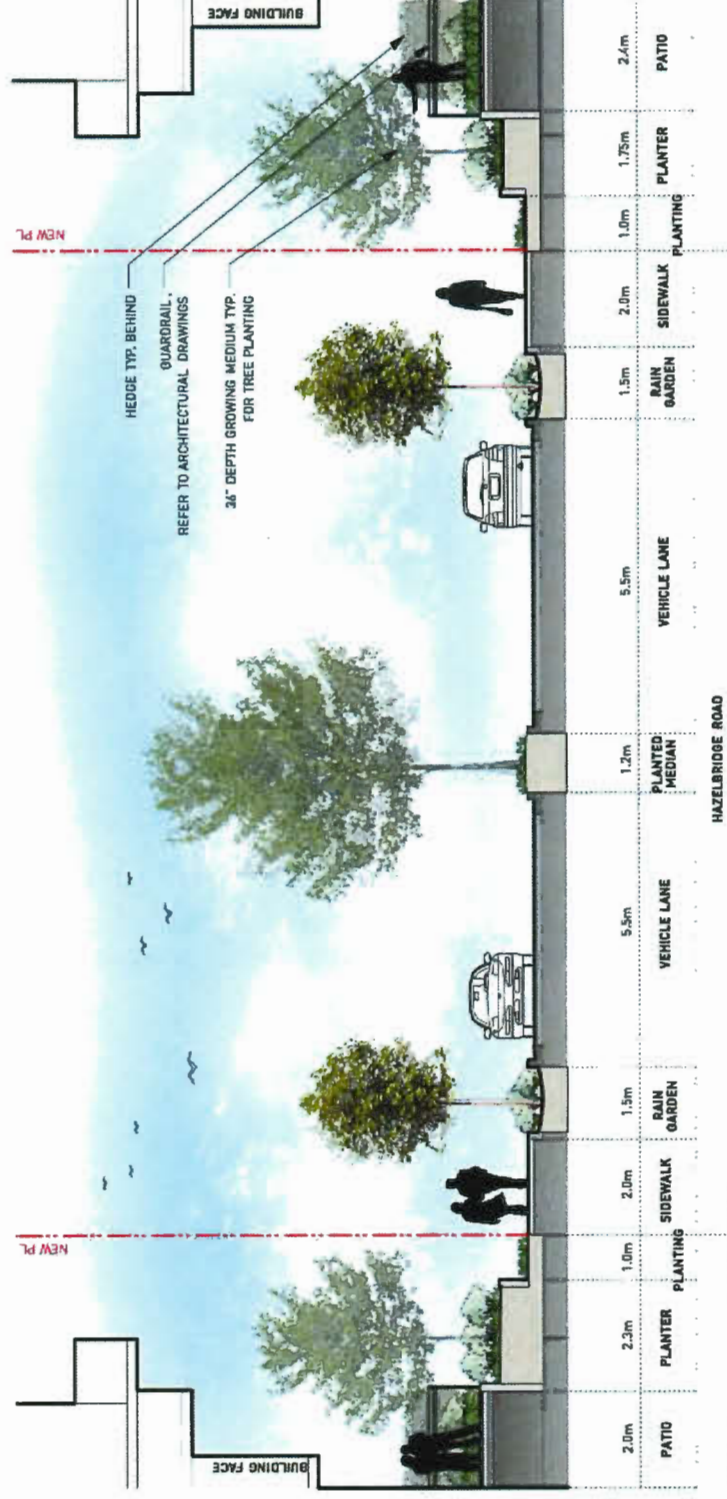 BUILDING FACE
BUILDING FACE
NEW PL
NEW PL
HEDGE TYP. BEHIND
GUARDRAIL,
REFER TO ARCHITECTURAL DRAWINGS
36" DEPTH GROWING MEDIUM TYP.
FOR TREE PLANTING
2.0m
2.3m
1.0m
2.0m
1.5m
5.5m
1.2m
5.5m
1.5m
2.0m
1.0m
1.75m
2.4m
PATIO
PLANTER
PLANTING
SIDEWALK
RAIN
GARDEN
VEHICLE LANE
PLANTED
MEDIAN
VEHICLE LANE
RAIN
GARDEN
SIDEWALK
PLANTING
PLANTER
PATIO
HAZELBRIDGE ROAD